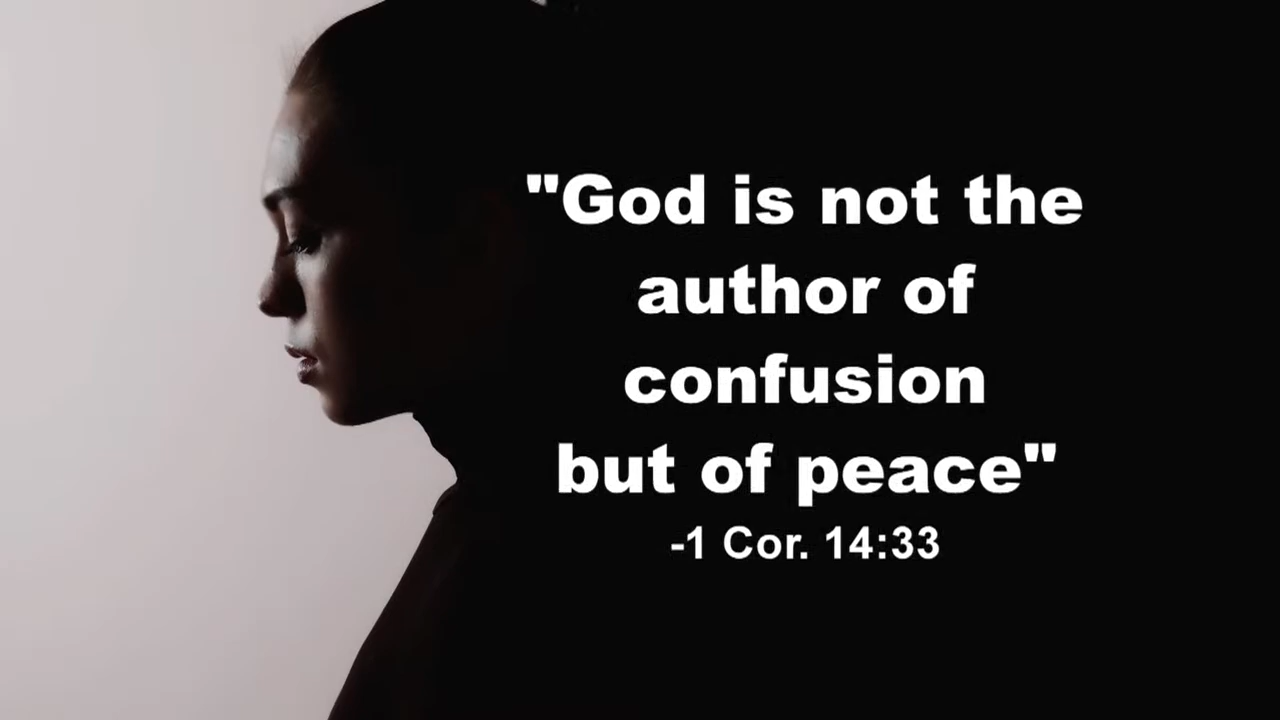 "God is not the
author of
confusion
but of peace"
-1 Cor. 14:33